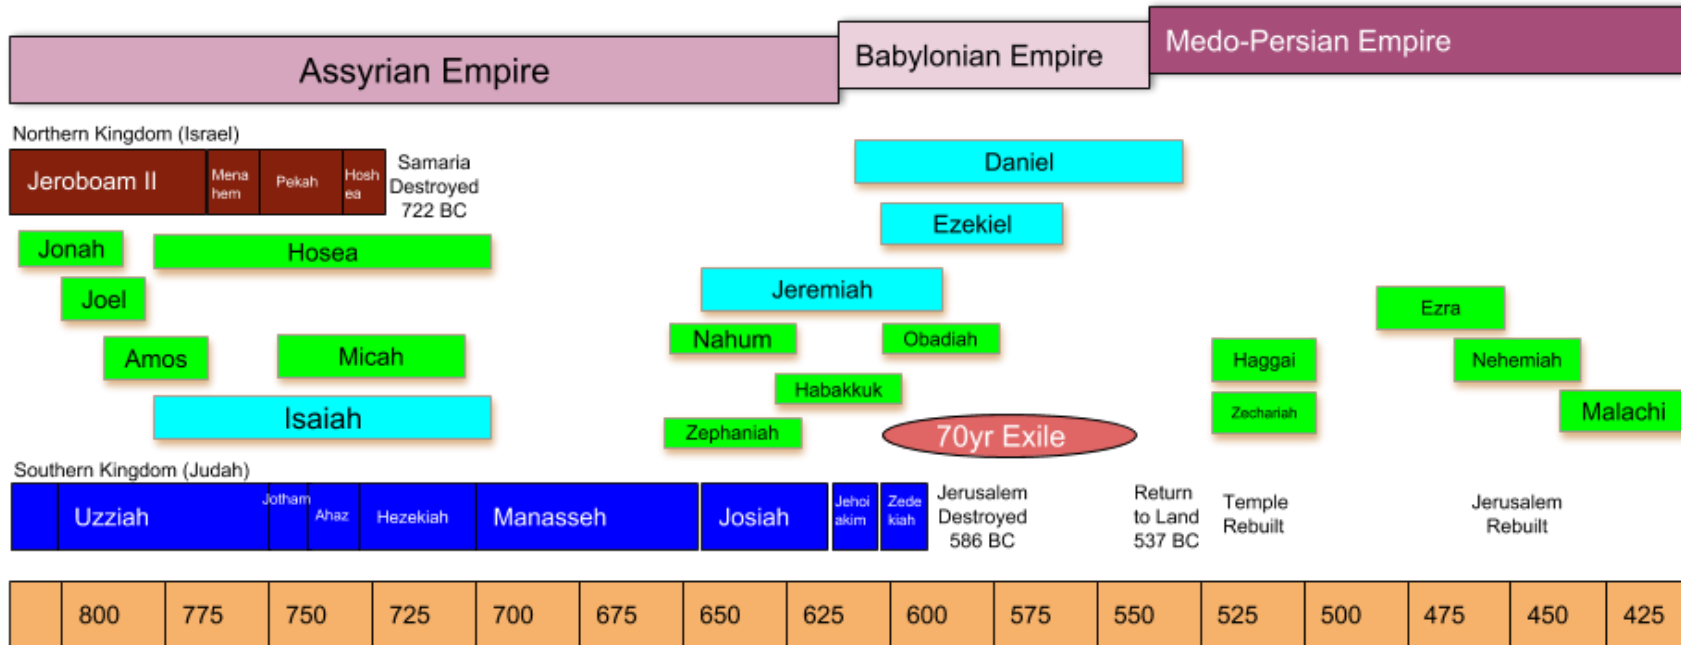 Assyrian Empire
Babylonian Empire
Medo-Persian Empire
Northern Kingdom (Israel)
Jeroboam II
Mena
hem
Pekah
Hosh
ea
Samaria
Destroyed
722 BC
Daniel
Ezekiel
Jonah
Hosea
Joel
Jeremiah
Ezra
Amos
Micah
Nahum
Obadiah
Haggai
Nehemiah
Habakkuk
Isaiah
Zechariah
Malachi
Zephaniah
70yr Exile
Southern Kingdom (Judah)
Uzziah
Jotham
Ahaz
Hezekiah
Manasseh
Josiah
Jehoi
akim
Zede
kiah
Jerusalem
Destroyed
586 BC
Return
to Land
537 BC
Temple
Rebuilt
Jerusalem
Rebuilt
800 775 750 725 700 675 650 625 600 575 550 525 500 475 450 425